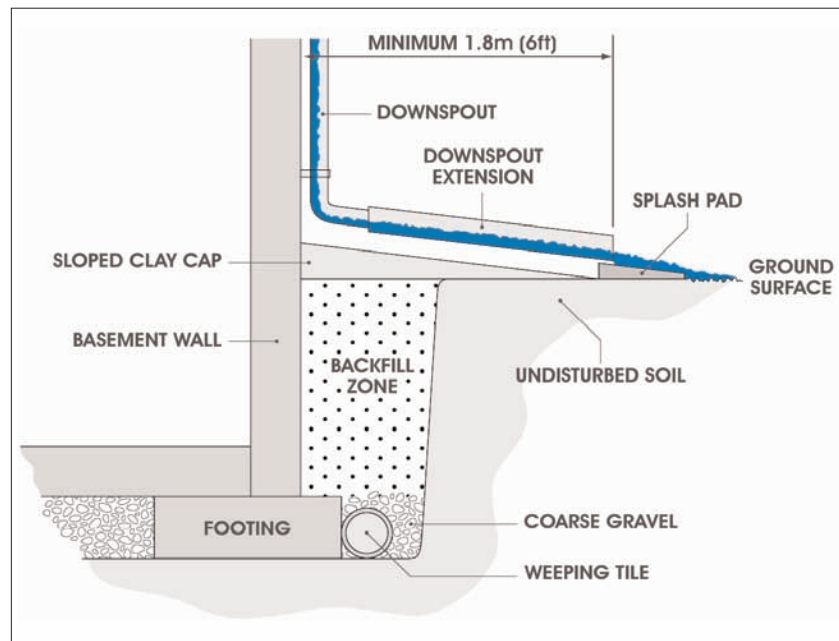 MINIMUM 1.8m (6ft)
DOWNSPOUT
DOWNSPOUT
EXTENSION
SPLASH PAD
SLOPED CLAY CAP
GROUND
SURFACE
BASEMENT WALL
BACKFILL
ZONE
UNDISTURBED SOIL
FOOTING
COARSE GRAVEL
WEEPING TILE